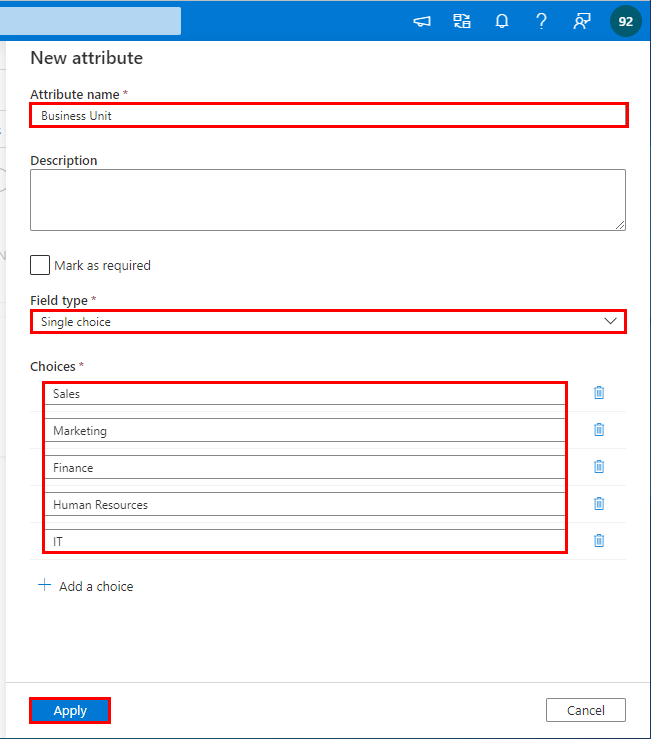 92
New attribute
Attribute name *
Business Unit
Description
Mark as required
Field type *
Single choice
Choices *
Sales
Marketing
Finance
Human Resources
IT
Add a choice
Apply Cancel